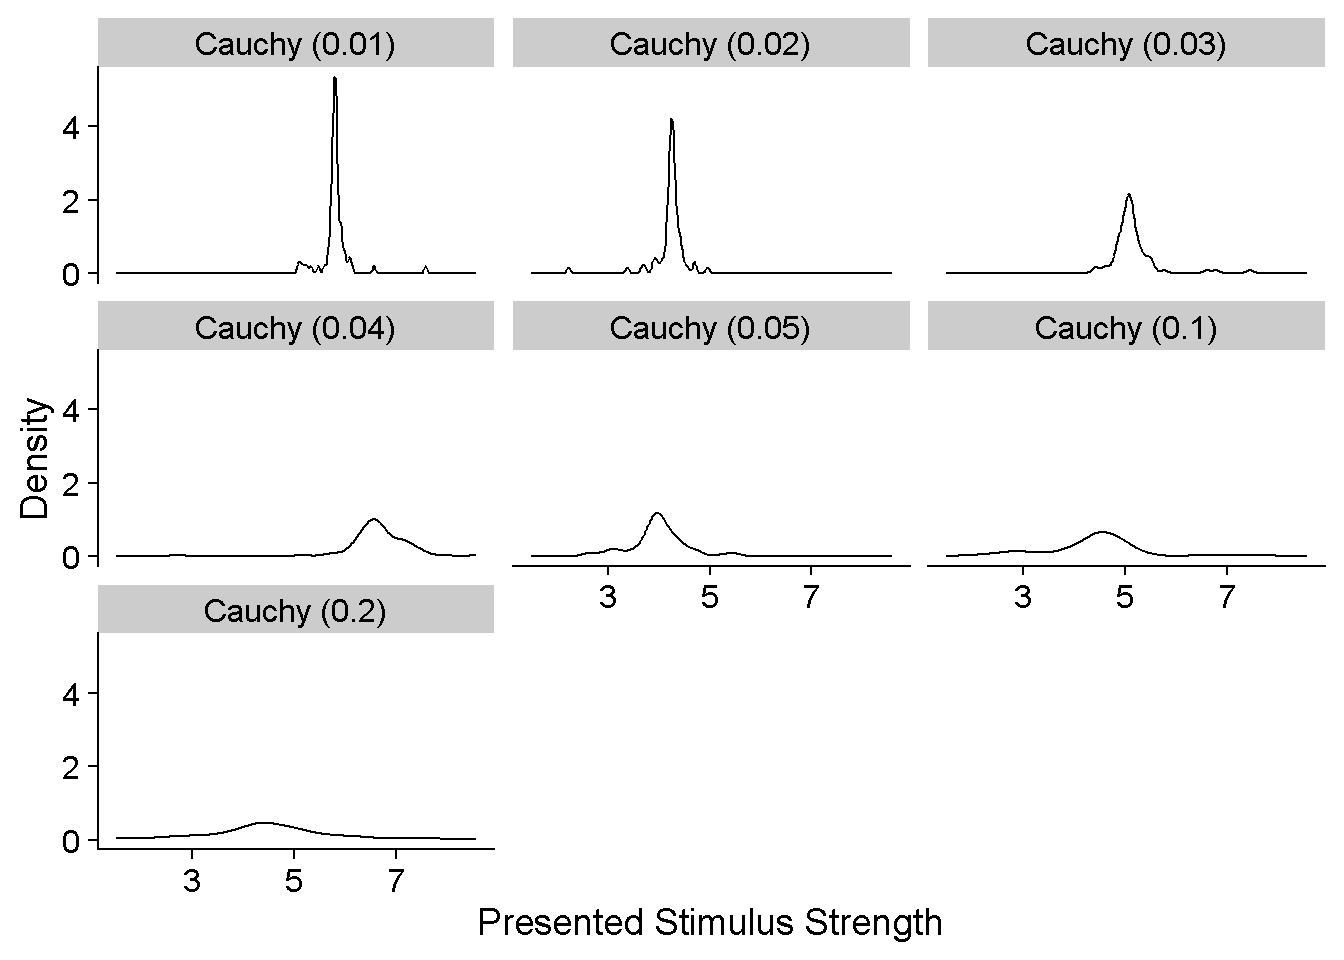 Cauchy (0.01) Cauchy (0.02) Cauchy (0.03)
4
2
0
Cauchy (0.04) Cauchy (0.05) Cauchy (0.1)
4
2
0
3 5 7 3 5 7
Cauchy (0.2)
4
2
0
3 5 7
Density
Presented Stimulus Strength